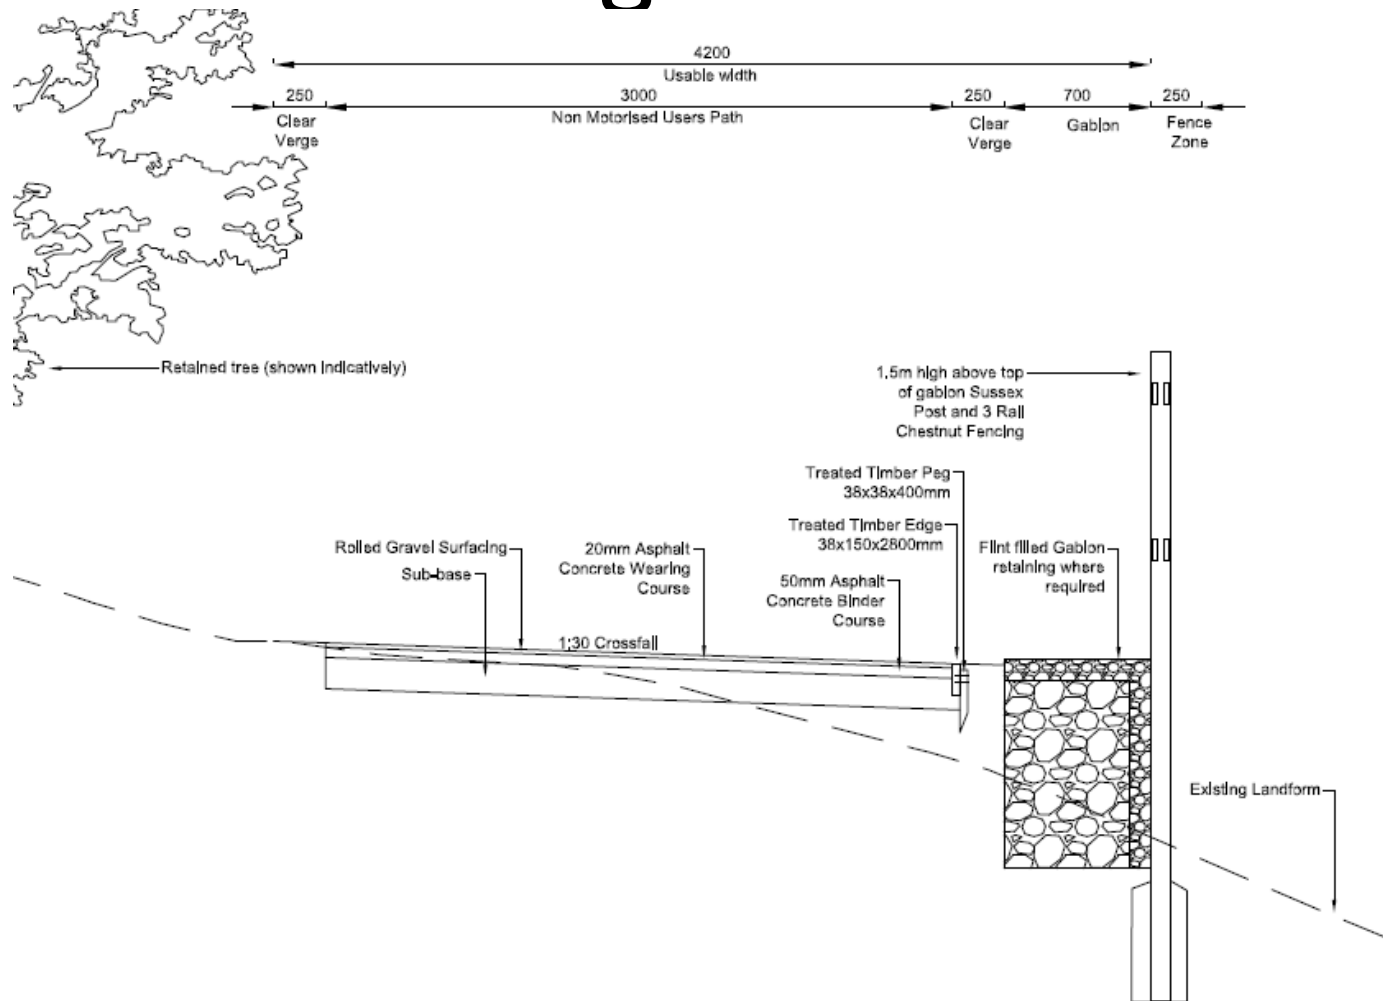 4200
Usable width
250
3000
250
700
250
Clear
Verge
Non Motorised Users Path
Clear
Verge
Gabion
Fence
Zone
Retained tree (shown indicatively)
1.5m high above top
of gabion Sussex
Post and 3 Rail
Chestnut Fencing
Treated Timber Peg
38x38x400mm
Treated Timber Edge
38x150x2800mm
Rolled Gravel Surfacing
Sub-base
20mm Asphalt
Concrete Wearing
Course
50mm Asphalt
Concrete Binder
Course
Flint filled Gabion
retaining where
required
1:30 Crossfall
Existing Landform